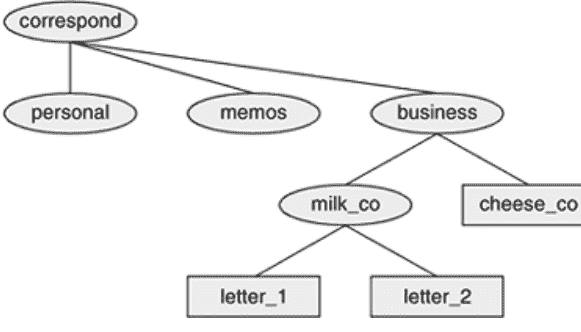 correspond
personal
memos
business
milk_co
cheese_co
letter_1
letter_2